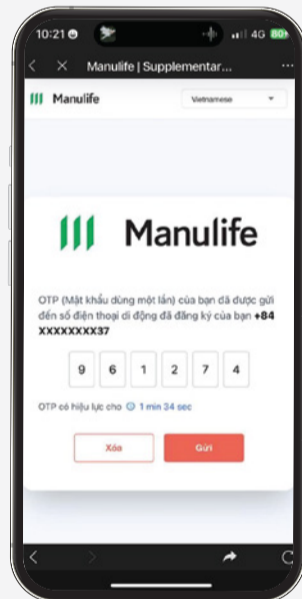 10:21
4G 80
Manulife | Supplementar...
Manulife
Vietnamese
Manulife
OTP (Mật khẩu dùng một lần) của bạn đã được gửi
đến số điện thoại di động đã đăng ký của bạn +84
XXXXXXXX37
9 6 1 2 7 4
OTP có hiệu lực cho 1 min 34 sec
Xóa
Gửi